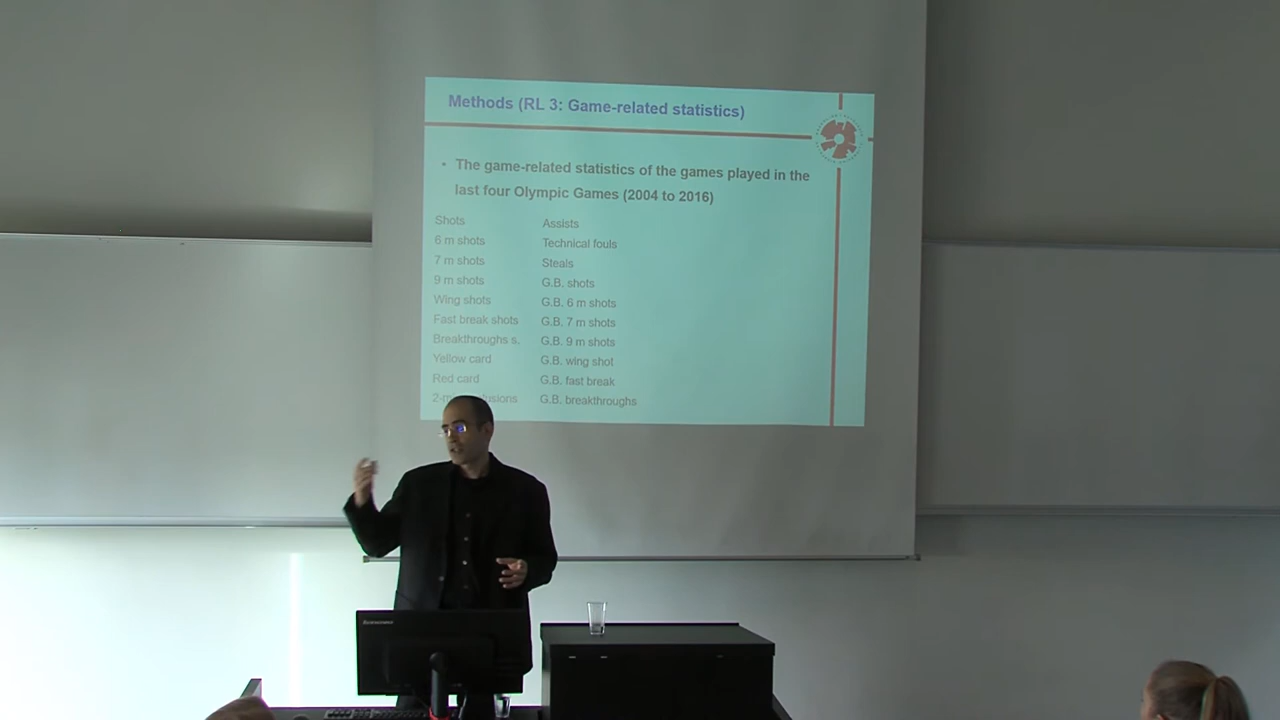 Methods (RL 3: Game-related statistics)
• The game-related statistics of the games played in the
last four Olympic Games (2004 to 2016)
Shots
6 m shots
7 m shots
9 m shots
Wing shots
Fast break shots
Breakthroughs s.
Yellow card
Red card
Assists
Technical fouls
Steals
G.B. shots
G.B. 6 m shots
G.B. 7 m shots
G.B. 9 m shots
G.B. wing shot
G.B. fast break
G.B. breakthroughs